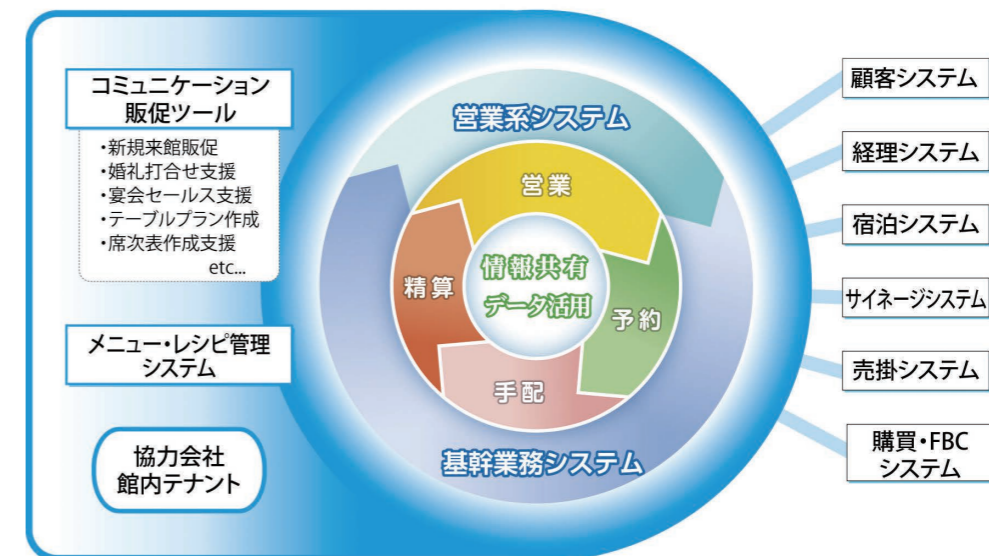 コミュニケーション
販促ツール
・新規来館販促
・婚礼打合せ支援
・宴会セールス支援
・テーブルプラン作成
・席次表作成支援
etc...
メニュー・レシピ管理
システム
協力会社
館内テナント
営業系システム
営業
精算
情報共有
データ活用
予約
手配
基幹業務システム
顧客システム
経理システム
宿泊システム
サイネージシステム
売掛システム
購買・FBC
システム